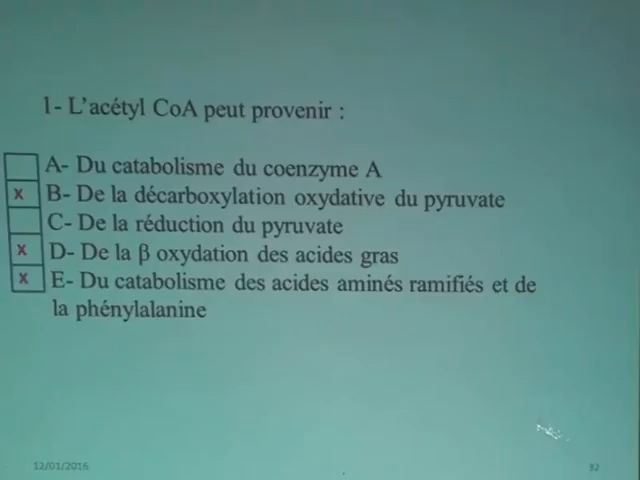 1- L'acétyl CoA peut provenir :
A- Du catabolisme du coenzyme A
x B- De la décarboxylation oxydative du pyruvate
C- De la réduction du pyruvate
x D- De la β oxydation des acides gras
x E- Du catabolisme des acides aminés ramifiés et de
la phénylalanine
12/01/2016 32